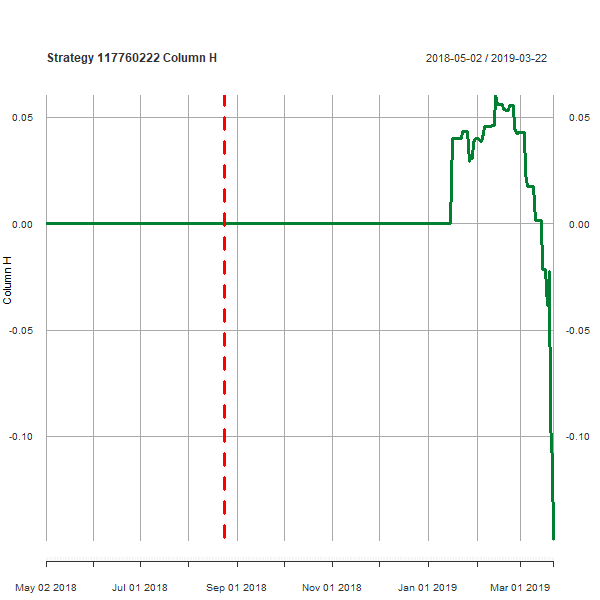 Strategy 117760222 Column H
2018-05-02 / 2019-03-22
0.05
0.05
0.00
0.00
Column H
-0.05
-0.05
-0.10
-0.10
May 02 2018
Jul 01 2018
Sep 01 2018
Nov 01 2018
Jan 01 2019
Mar 01 2019